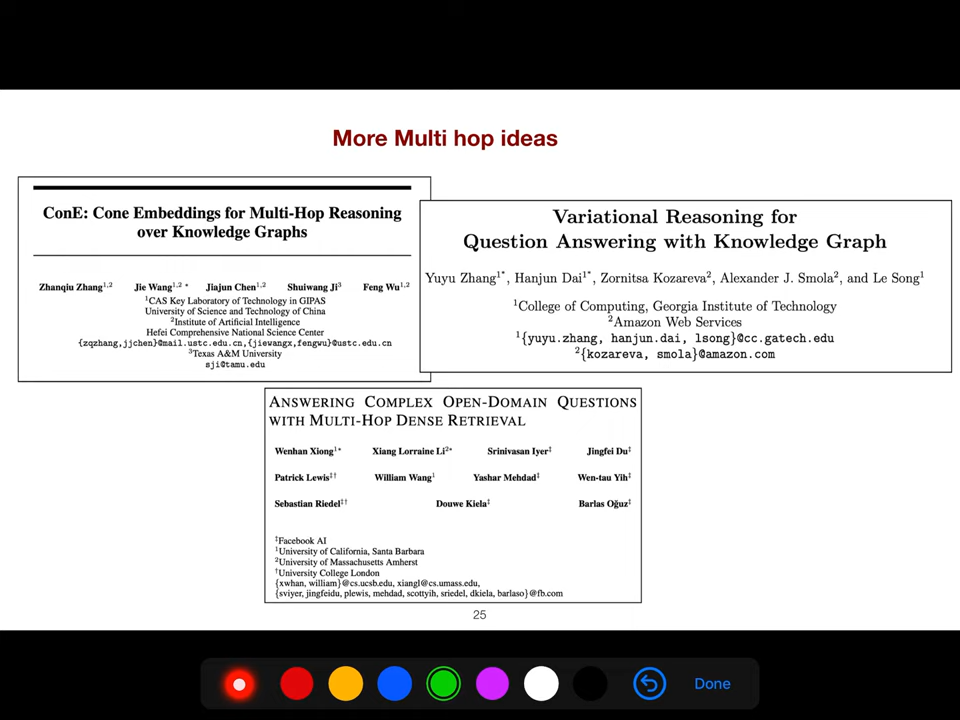 More Multi hop ideas
ConE: Cone Embeddings for Multi-Hop Reasoning
over Knowledge Graphs
Zhanqiu Zhang1,2 Jie Wang1,2 * Jiajun Chen1,2 Shuiwang Ji3 Feng Wu1,2
1CAS Key Laboratory of Technology in GIPAS
University of Science and Technology of China
2Institute of Artificial Intelligence
Hefei Comprehensive National Science Center
{zqzhang,jjchen}@mail.ustc.edu.cn,{jiewangx,fengwu}@ustc.edu.cn
3Texas A&M University
sji@tamu.edu
Variational Reasoning for
Question Answering with Knowledge Graph
Yuyu Zhang1*, Hanjun Dai1*, Zornitsa Kozareva2, Alexander J. Smola2, and Le Song1
1College of Computing, Georgia Institute of Technology
2Amazon Web Services
1{yuyu.zhang, hanjun.dai, lsong}@cc.gatech.edu
2{kozareva, smola}@amazon.com
ANSWERING COMPLEX OPEN-DOMAIN QUESTIONS
WITH MULTI-HOP DENSE RETRIEVAL
Wenhan Xiong1* Xiang Lorraine Li2* Srinivasan Iyer‡ Jingfei Du‡
Patrick Lewis‡† William Wang1 Yashar Mehdad‡ Wen-tau Yih‡
Sebastian Riedel‡† Douwe Kiela‡ Barlas Oğuz‡
‡Facebook AI
1University of California, Santa Barbara
2University of Massachusetts Amherst
†University College London
{xwhan, william}@cs.ucsb.edu, xiangl@cs.umass.edu,
{sviyer, jingfeidu, plewis, mehdad, scottyih, sriedel, dkiela, barlaso}@fb.com
25
Done